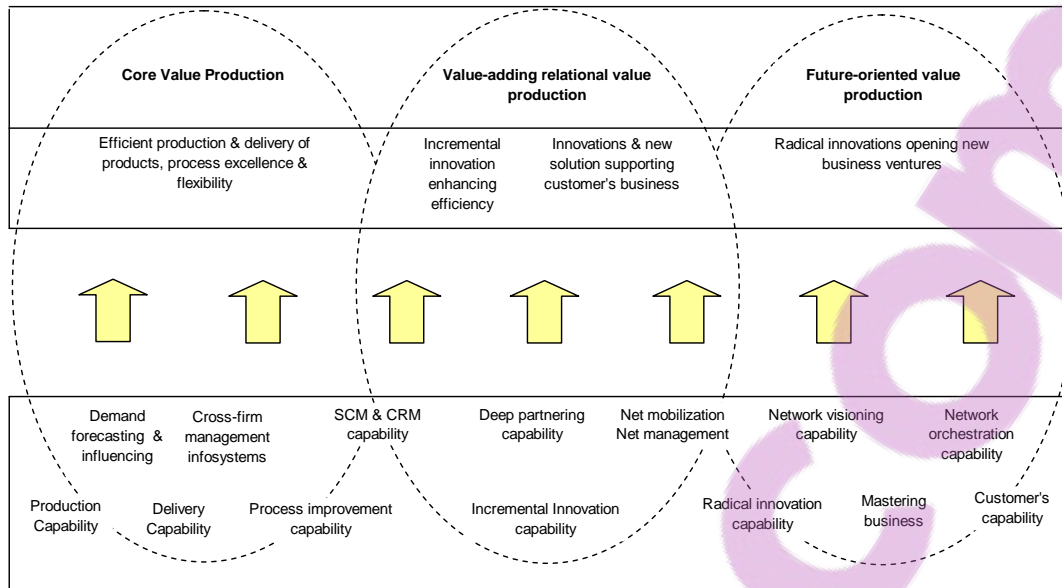 Core Value Production
Value-adding relational value
production
Future-oriented value
production
Efficient production & delivery of
products, process excellence &
flexibility
Incremental
innovation
enhancing
efficiency
Innovations & new
solution supporting
customer's business
Radical innovations opening new
business ventures
Demand
forecasting &
influencing
Cross-firm
management
infosystems
SCM & CRM
capability
Deep partnering
capability
Net mobilization
Net management
Network visioning
capability
Network
orchestration
capability
Production
Capability
Delivery
Capability
Process improvement
capability
Incremental Innovation
capability
Radical innovation
capability
Mastering
business
Customer's
capability
com